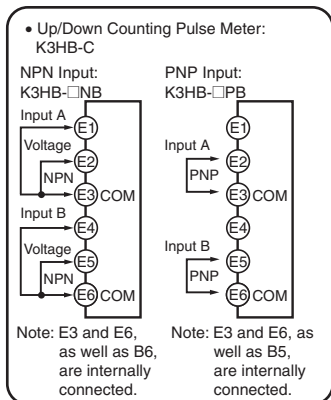 • Up/Down Counting Pulse Meter:
K3HB-C
NPN Input:
K3HB-□NB
Input A
E1
Voltage
E2
NPN
E3 COM
Input B
E4
Voltage
E5
NPN
E6 COM
Note: E3 and E6,
as well as B6,
are internally
connected.
PNP Input:
K3HB-□PB
E1
Input A
E2
PNP
E3 COM
E4
Input B
E5
PNP
E6 COM
Note: E3 and E6, as
well as B5,
are internally
connected.